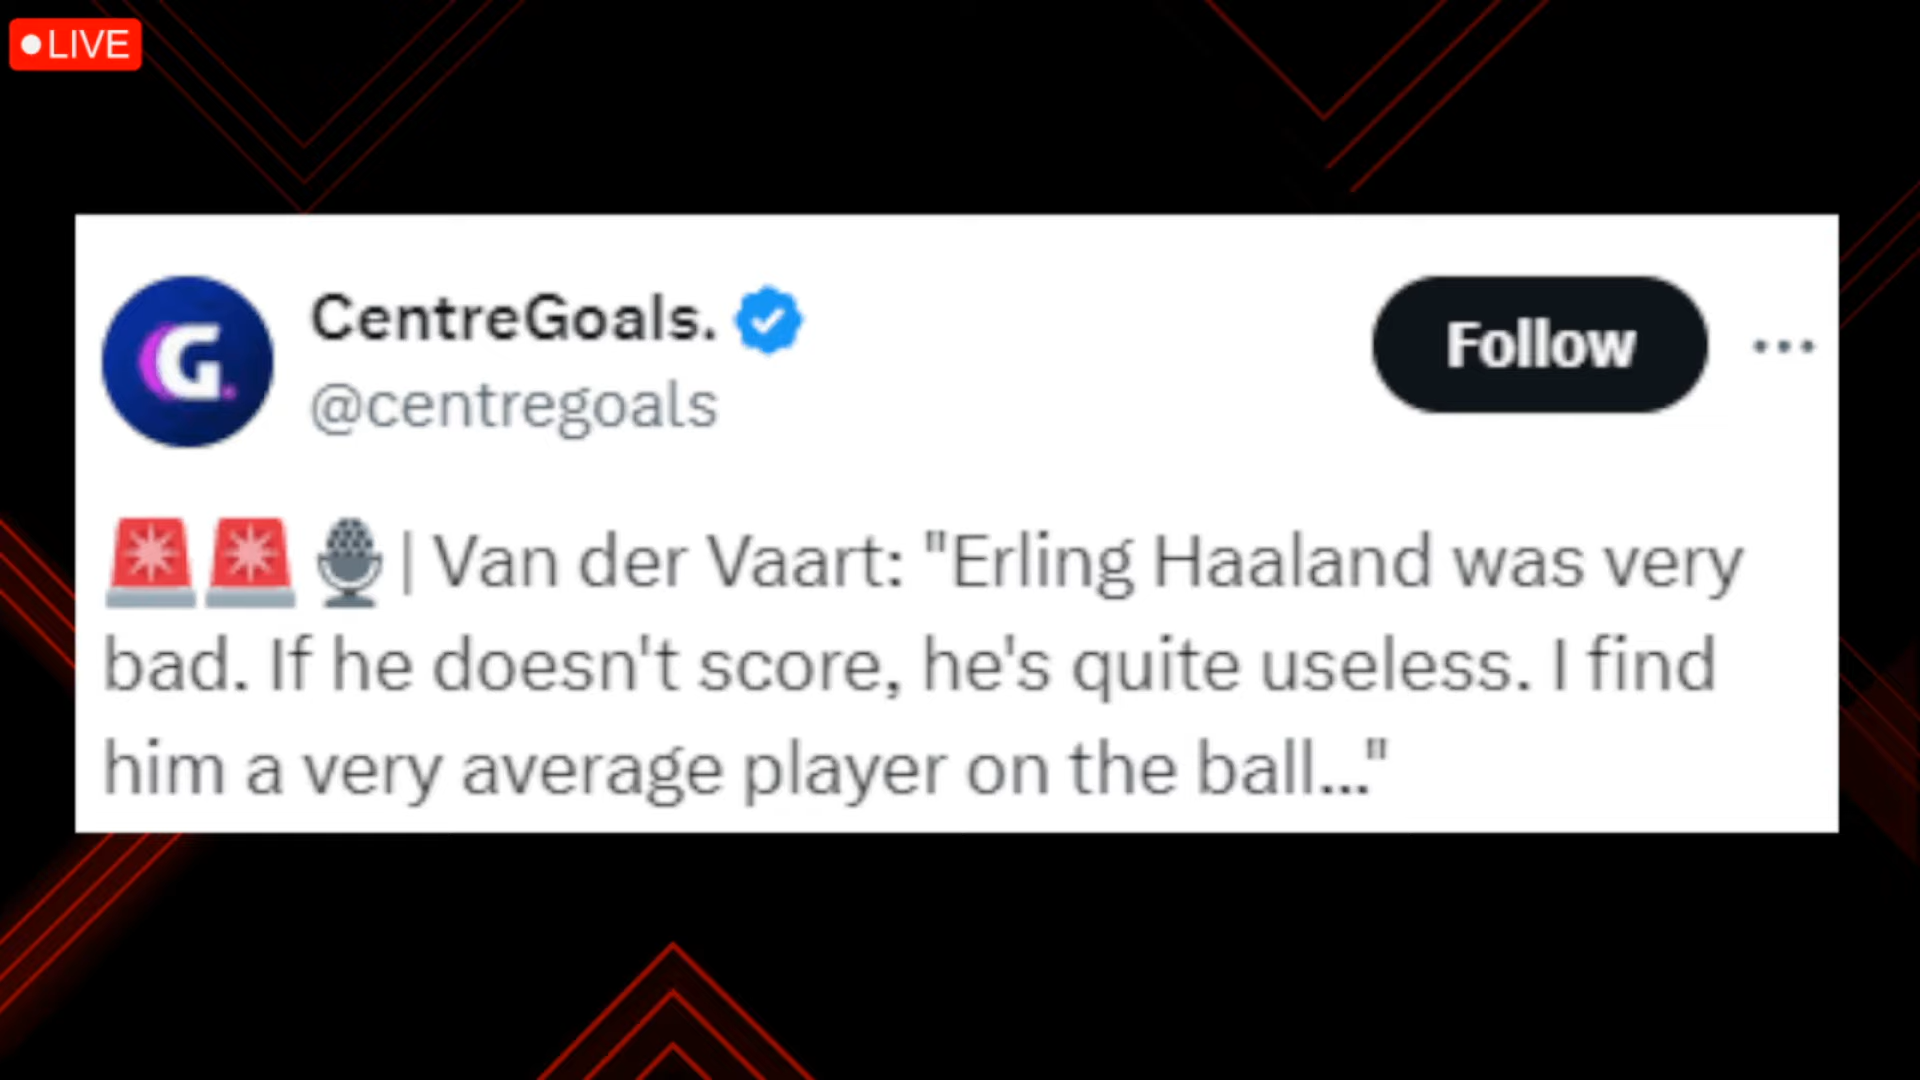 LIVE
G.
CentreGoals.
@centregoals
Follow
🚨🚨🎙️| Van der Vaart: "Erling Haaland was very
bad. If he doesn't score, he's quite useless. I find
him a very average player on the ball..."